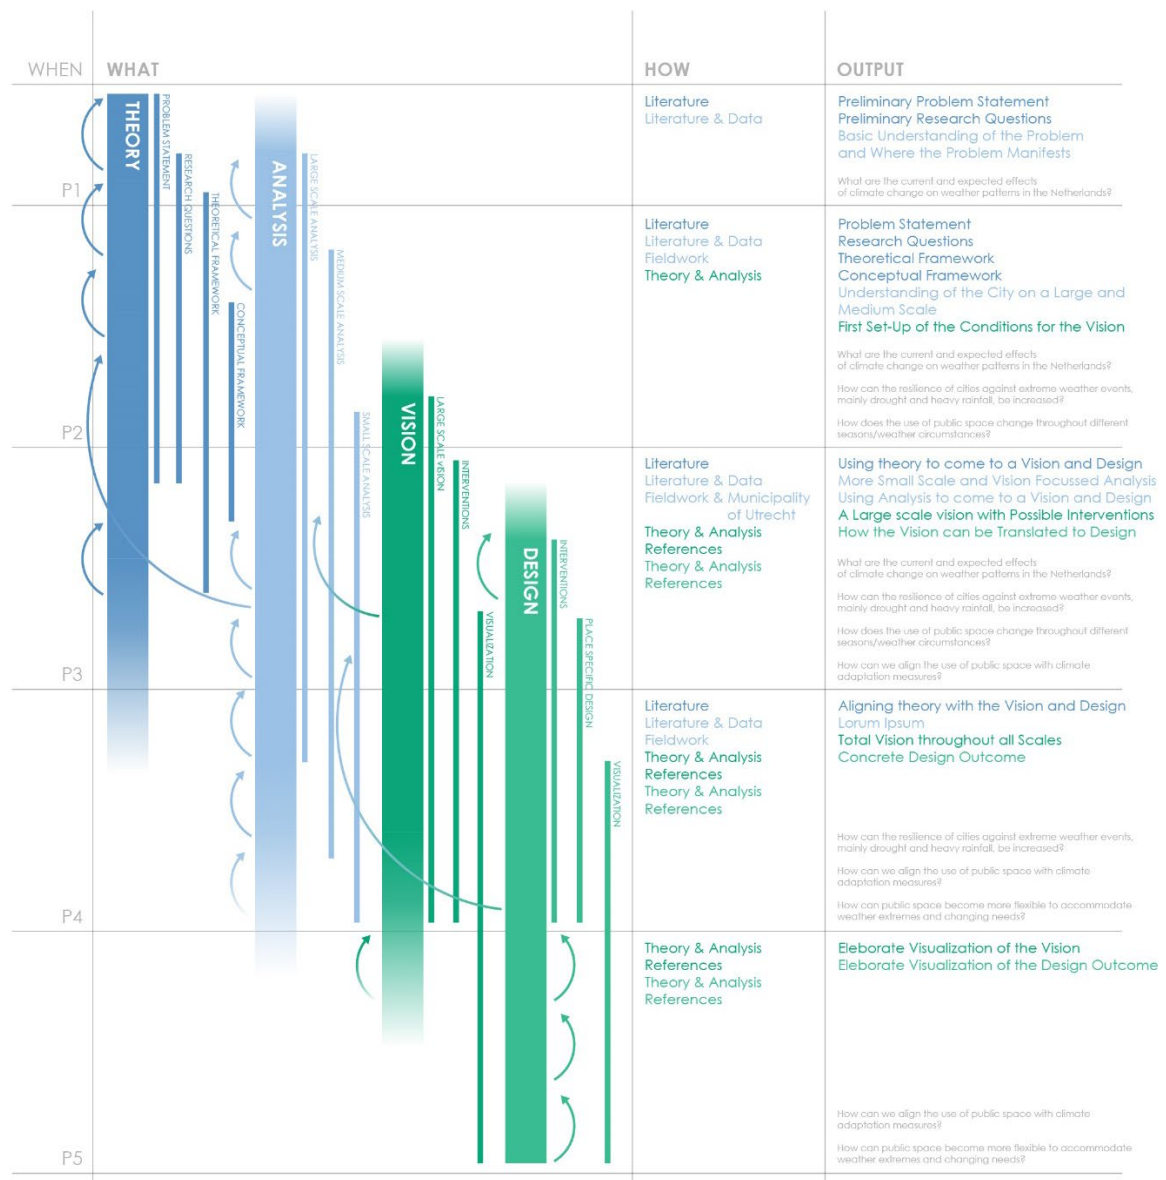 WHEN
WHAT
HOW
OUTPUT
THEORY
PROBLEM STATEMENT
RESEARCH QUESTIONS
THEORETICAL FRAMEWORK
CONCEPTUAL FRAMEWORK
ANALYSIS
LARGE SCALE ANALYSIS
MEDIUM SCALE ANALYSIS
SMALL SCALE ANALYSIS
VISION
LARGE SCALE VISION
INTERVENTIONS
VISUALIZATION
DESIGN
INTERVENTIONS
PLACE SPECIFIC DESIGN
VISUALIZATION
P1
Literature
Literature & Data
Preliminary Problem Statement
Preliminary Research Questions
Basic Understanding of the Problem
and Where the Problem Manifests
What are the current and expected effects
of climate change on weather patterns in the Netherlands?
P2
Literature
Literature & Data
Fieldwork
Theory & Analysis
Problem Statement
Research Questions
Theoretical Framework
Conceptual Framework
Understanding of the City on a Large and
Medium Scale
First Set-Up of the Conditions for the Vision
What are the current and expected effects
of climate change on weather patterns in the Netherlands?
How can the resilience of cities against extreme weather events,
mainly drought and heavy rainfall, be increased?
How does the use of public space change throughout different
seasons/weather circumstances?
P3
Literature
Literature & Data
Fieldwork & Municipality
of Utrecht
Theory & Analysis
References
Theory & Analysis
References
Using theory to come to a Vision and Design
More Small Scale and Vision Focussed Analysis
Using Analysis to come to a Vision and Design
A Large scale vision with Possible Interventions
How the Vision can be Translated to Design
What are the current and expected effects
of climate change on weather patterns in the Netherlands?
How can the resilience of cities against extreme weather events,
mainly drought and heavy rainfall, be increased?
How does the use of public space change throughout different
seasons/weather circumstances?
How can we align the use of public space with climate
adaptation measures?
P4
Literature
Literature & Data
Fieldwork
Theory & Analysis
References
Theory & Analysis
References
Aligning theory with the Vision and Design
Lorum Ipsum
Total Vision throughout all Scales
Concrete Design Outcome
How can the resilience of cities against extreme weather events,
mainly drought and heavy rainfall, be increased?
How can we align the use of public space with climate
adaptation measures?
How can public space become more flexible to accommodate
weather extremes and changing needs?
P5
Theory & Analysis
References
Theory & Analysis
References
Eleborate Visualization of the Vision
Eleborate Visualization of the Design Outcome
How can we align the use of public space with climate
adaptation measures?
How can public space become more flexible to accommodate
weather extremes and changing needs?